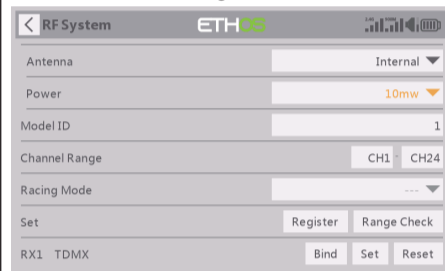 RF System ETHOS
Antenna Internal
Power 10mw
Model ID 1
Channel Range CH1 - CH24
Racing Mode ---
Set Register Range Check
RX1 TDMX Bind Set Reset